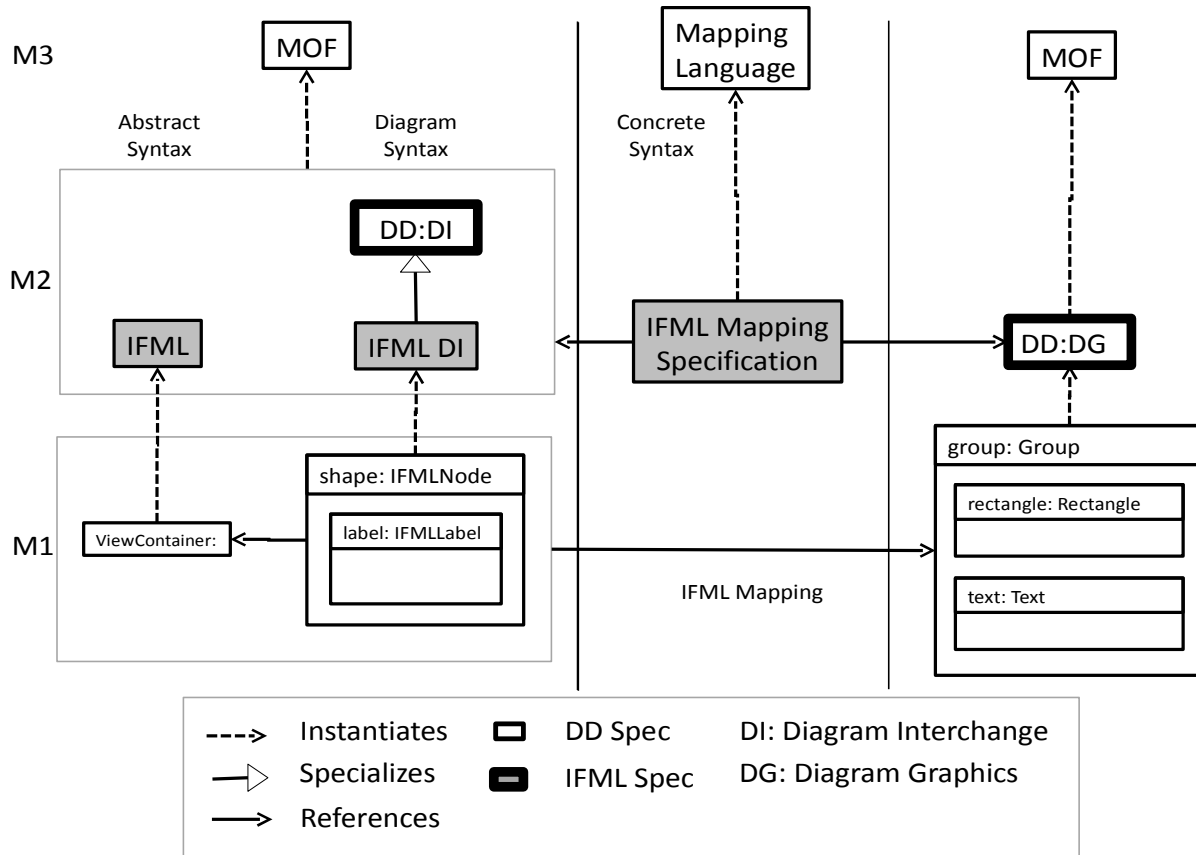 M3
MOF
Mapping
Language
MOF
Abstract
Syntax
Diagram
Syntax
Concrete
Syntax
M2
DD:DI
IFML
IFML DI
IFML Mapping
Specification
DD:DG
M1
shape: IFMLNode
label: IFMLLabel
ViewContainer:
IFML Mapping
group: Group
rectangle: Rectangle
text: Text
Instantiates
DD Spec
DI: Diagram Interchange
Specializes
IFML Spec
DG: Diagram Graphics
References